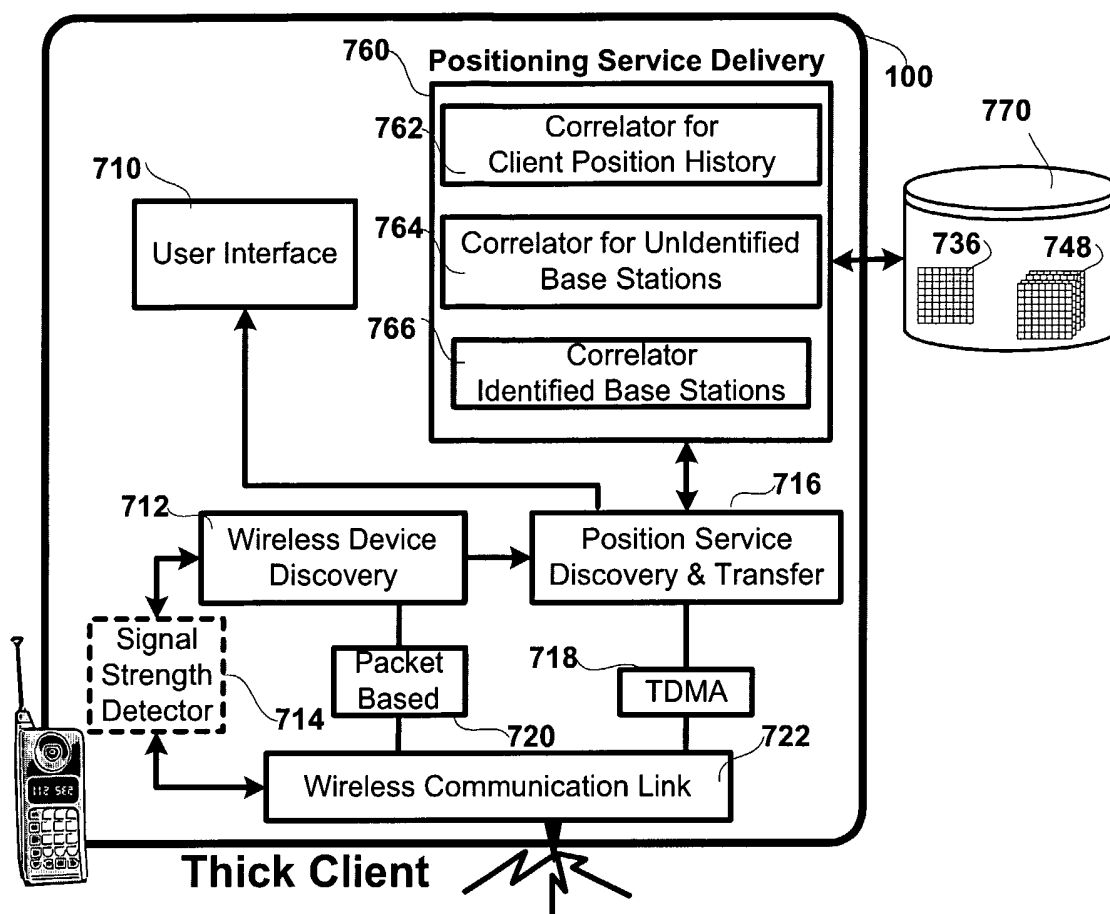 760
Positioning Service Delivery
100
762
Correlator for
Client Position History
770
710
User Interface
764
Correlator for UnIdentified
Base Stations
736
748
766
Correlator
Identified Base Stations
712
Wireless Device
Discovery
716
Position Service
Discovery & Transfer
Signal
Strength
Detector
714
Packet
Based
720
718
TDMA
722
Wireless Communication Link
Thick Client